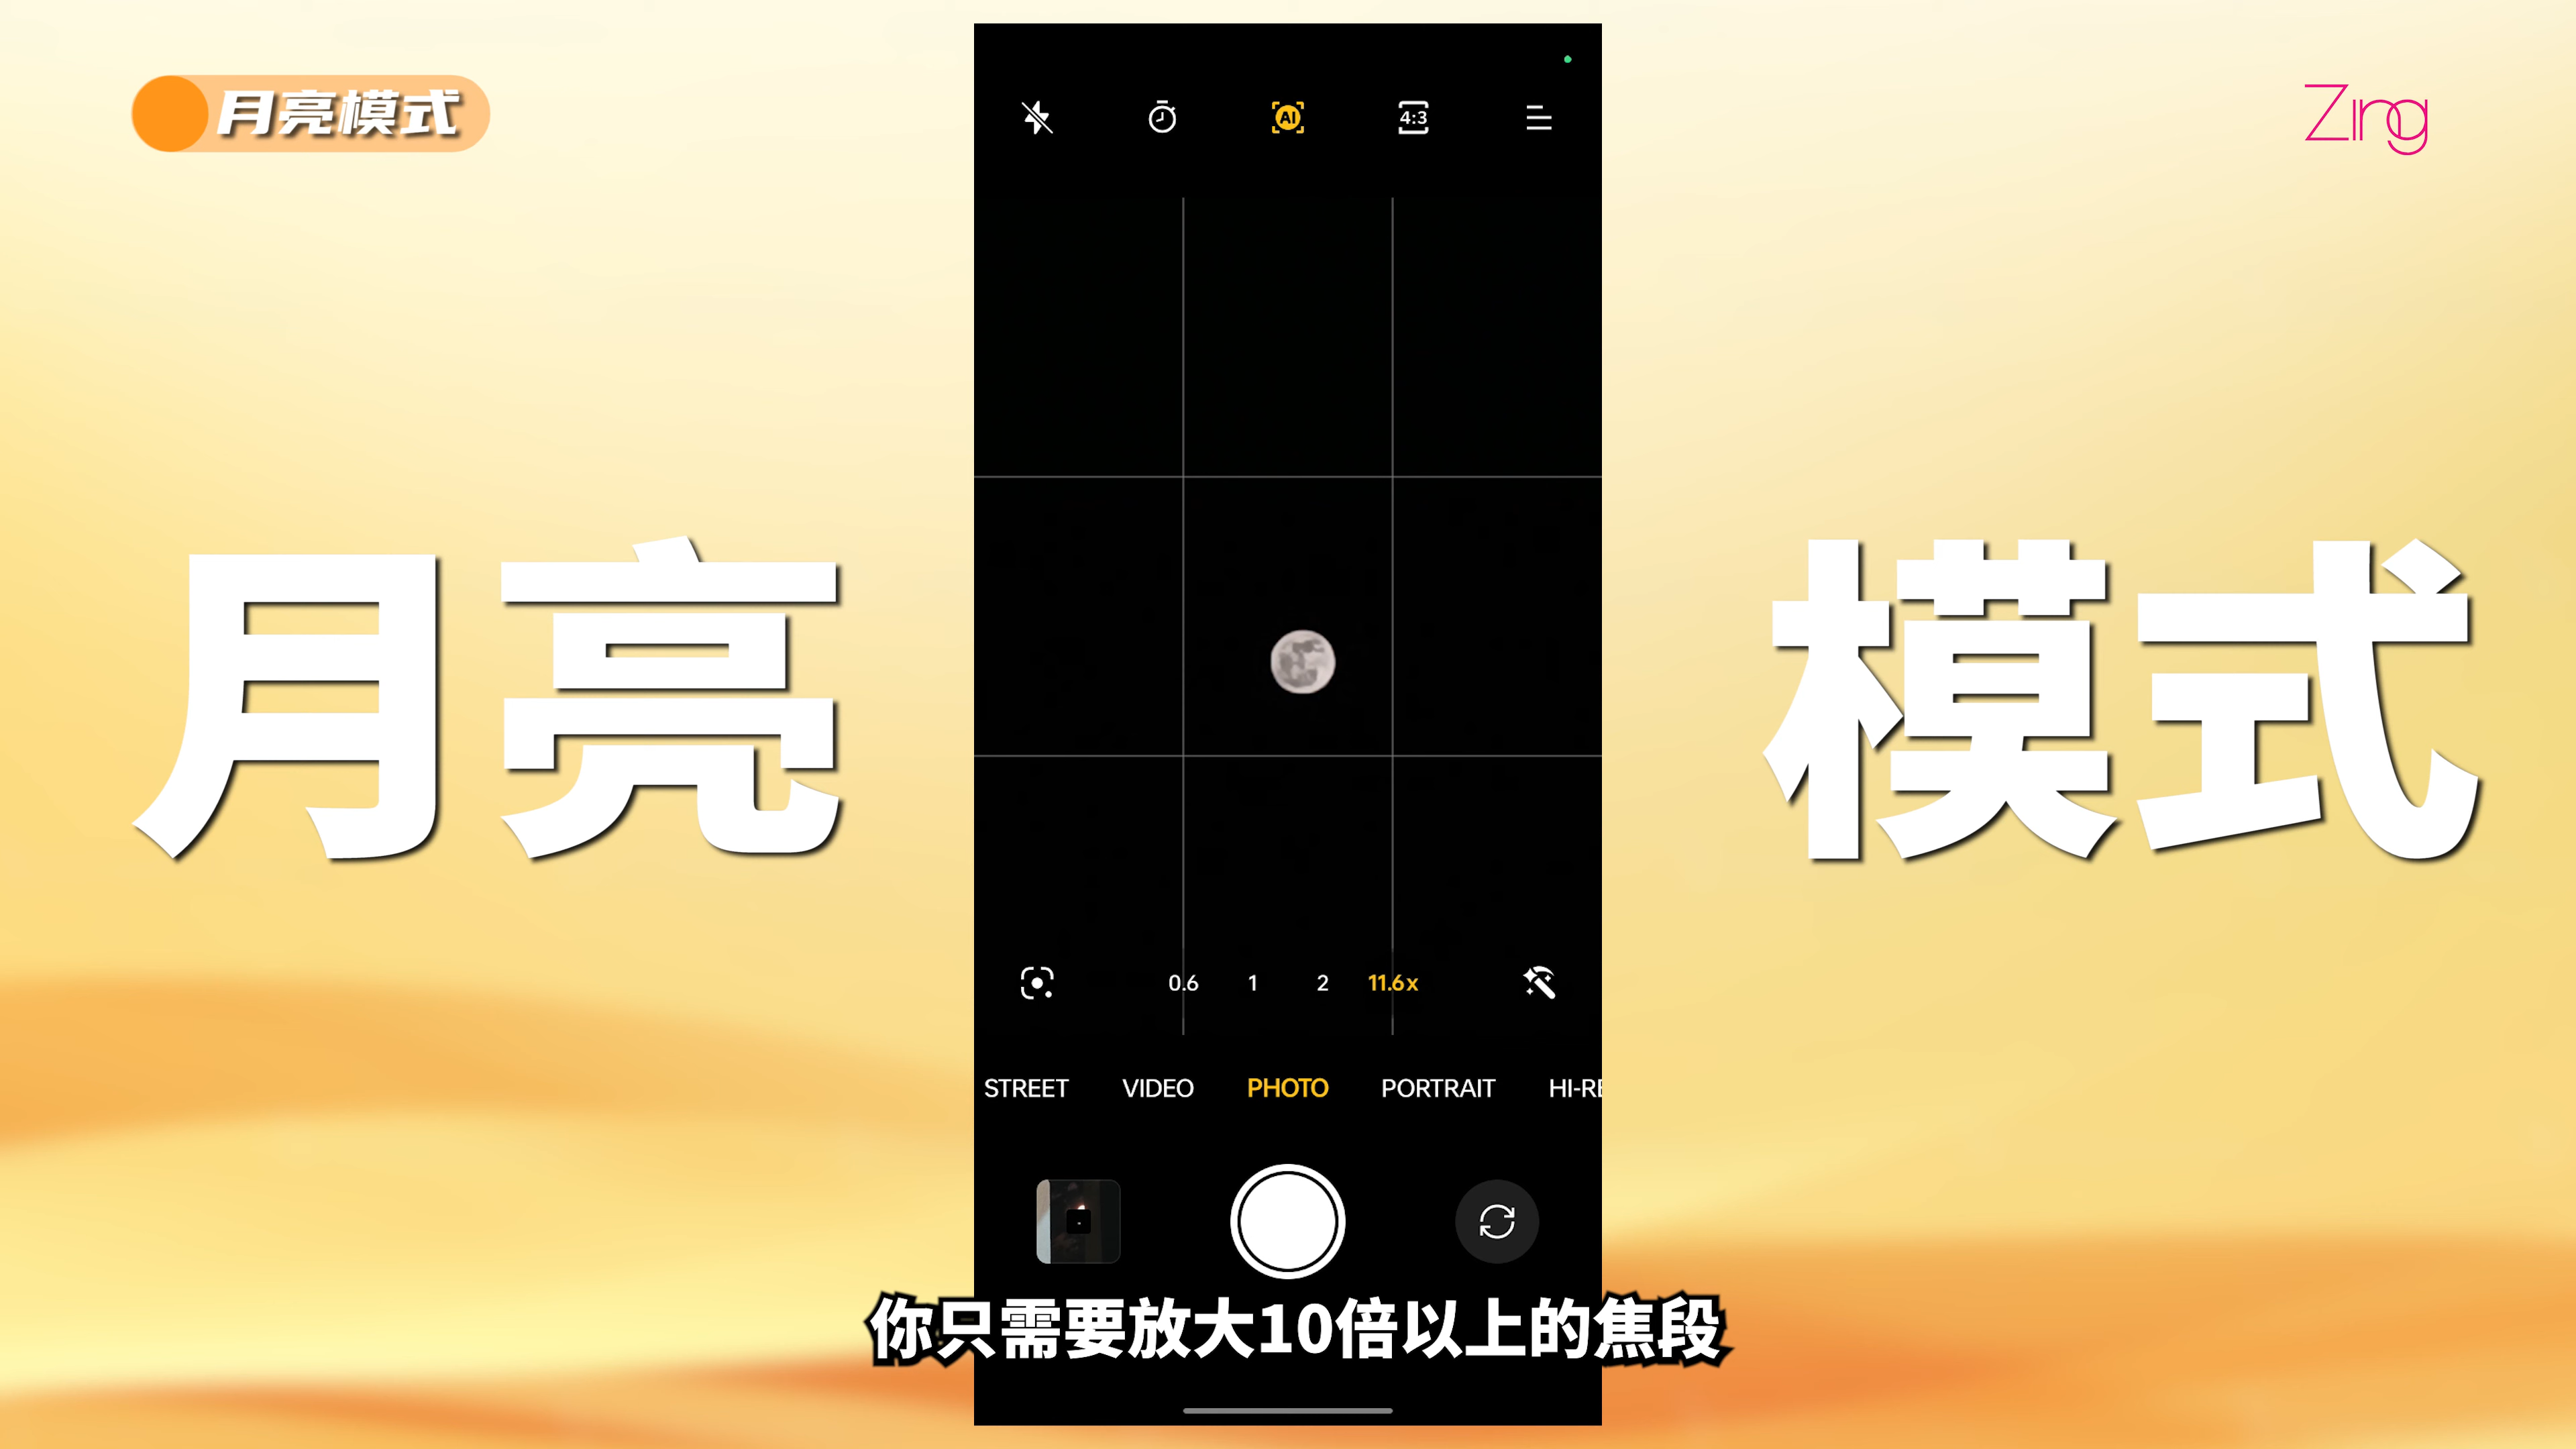 月亮模式
Zing
AI
4:3
月亮
模式
0.6 1 2 11.6x
STREET VIDEO PHOTO PORTRAIT HI-RE
你只需要放大10倍以上的焦段